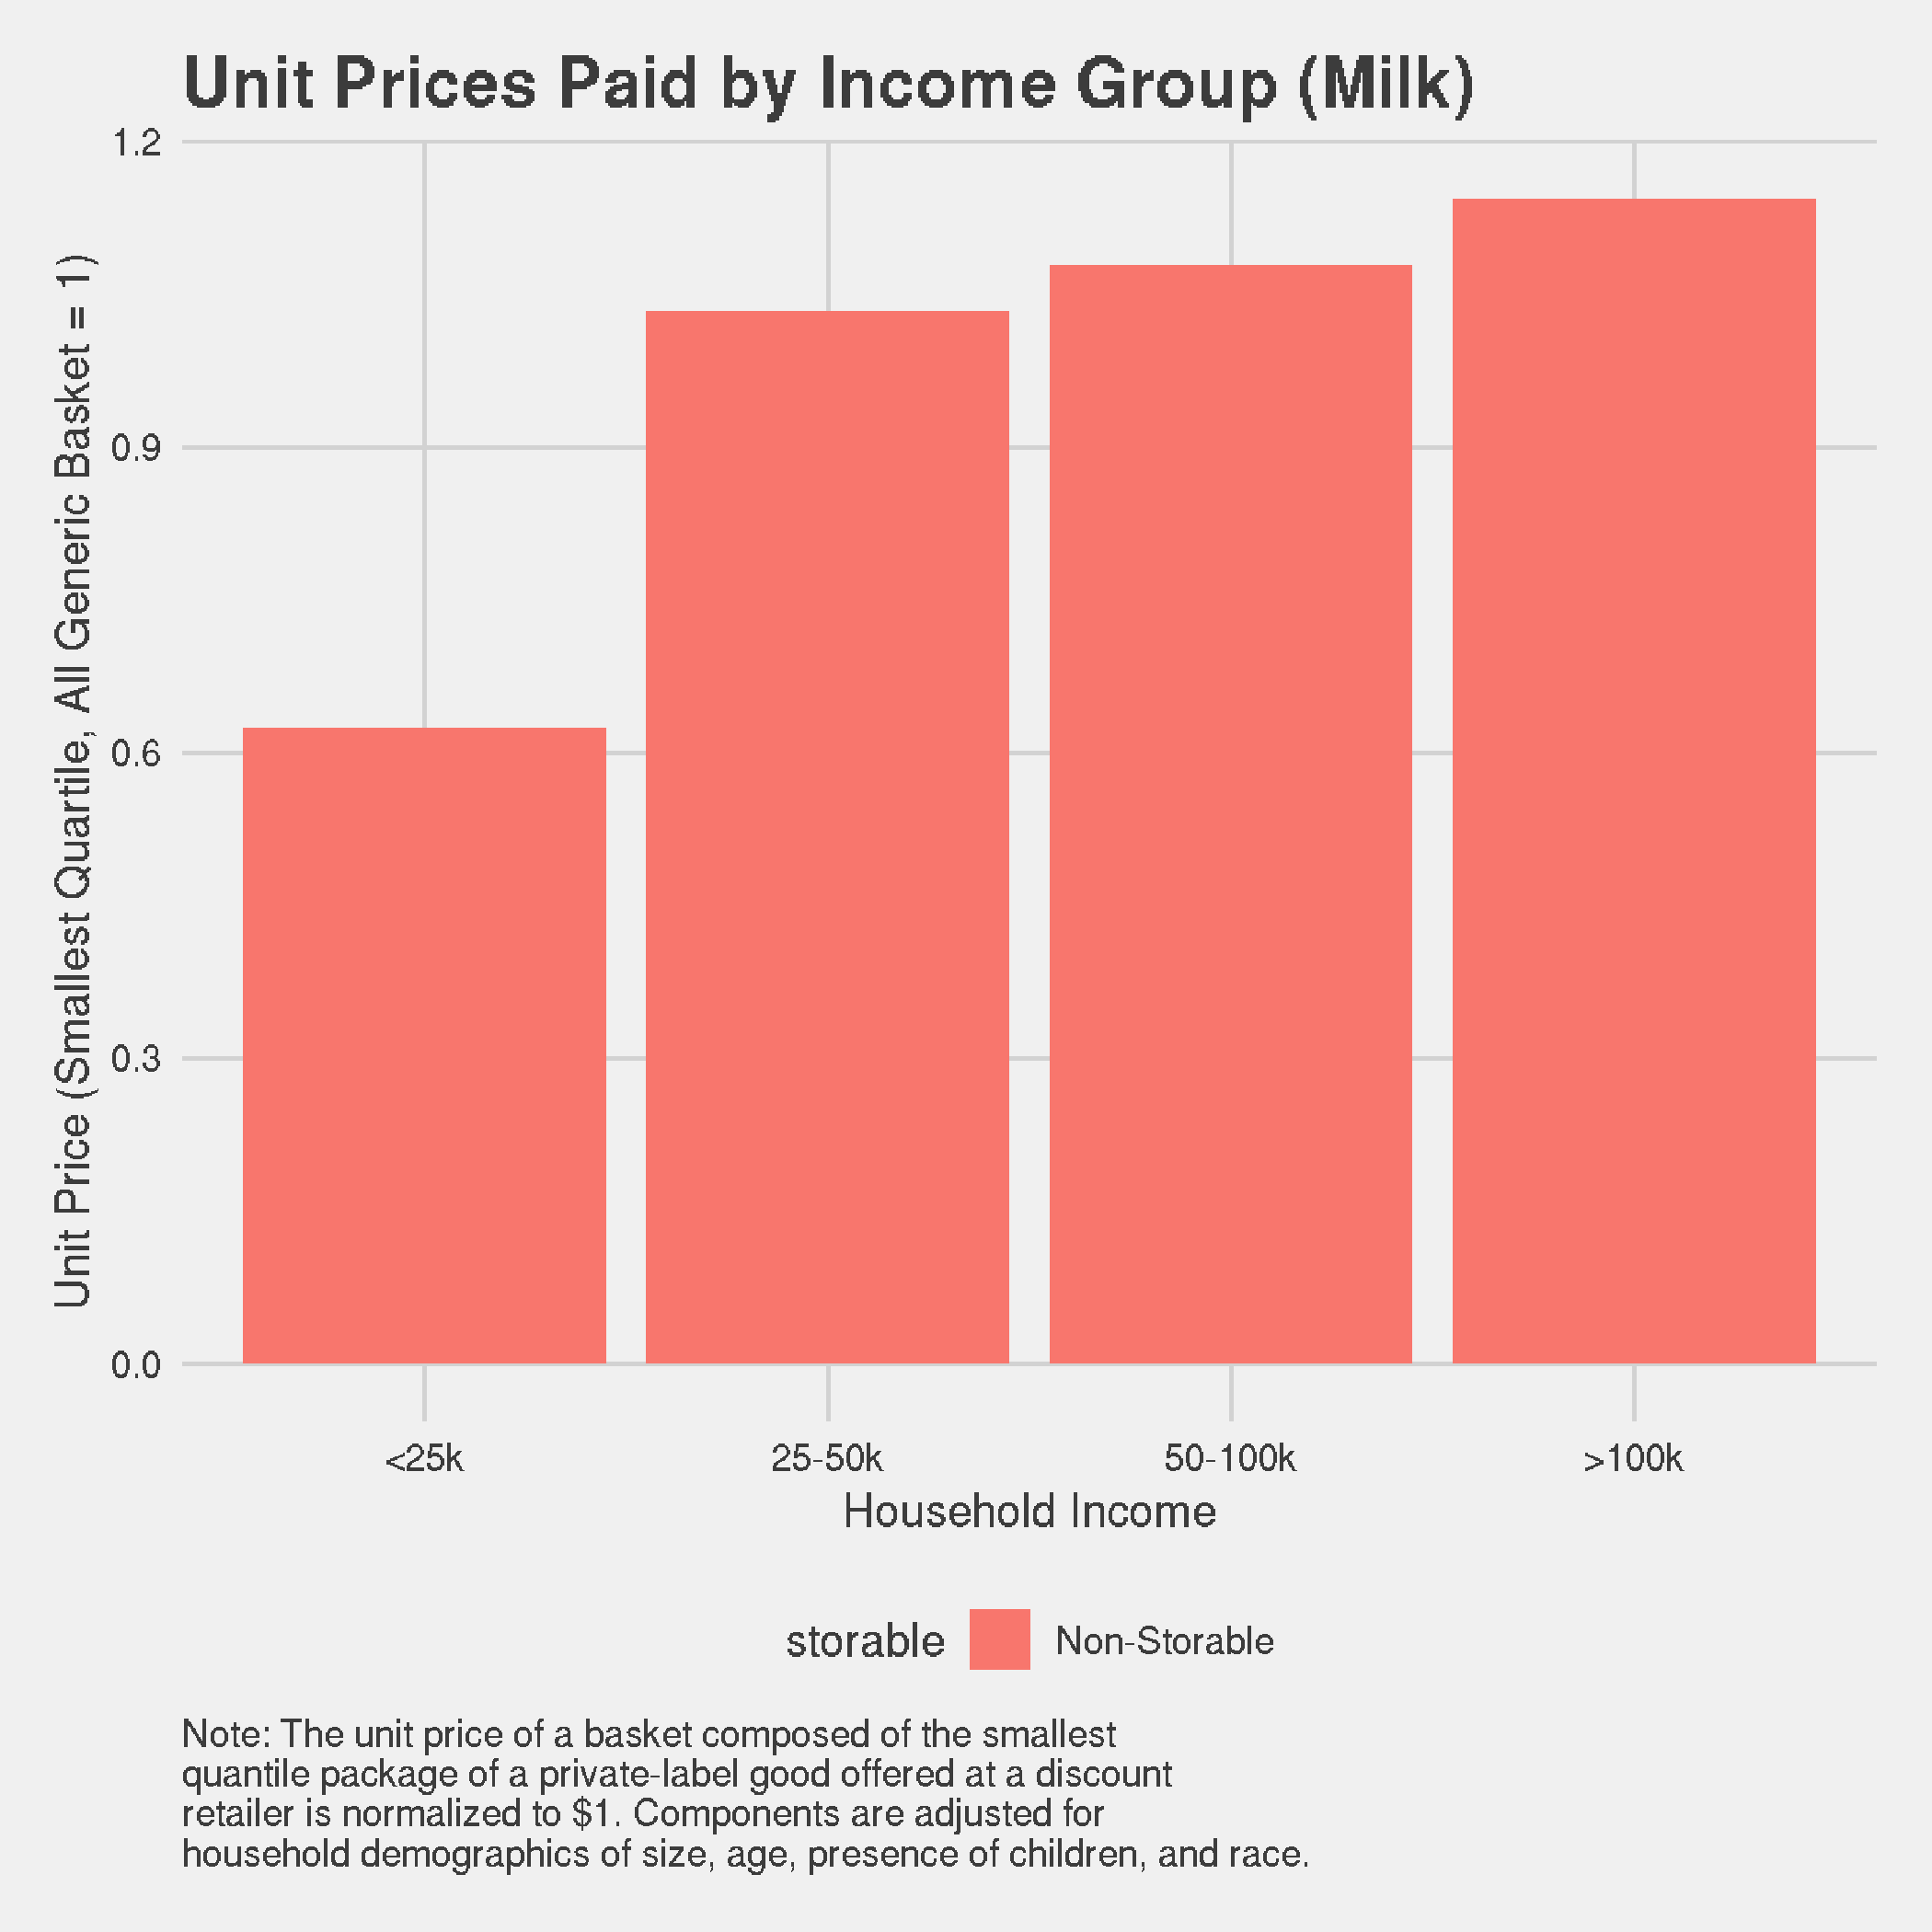 Unit Prices Paid by Income Group (Milk)
Unit Price (Smallest Quartile, All Generic Basket = 1)
1.2
0.9
0.6
0.3
0.0
<25k
25-50k
50-100k
>100k
Household Income
storable
Non-Storable
Note: The unit price of a basket composed of the smallest
quantile package of a private-label good offered at a discount
retailer is normalized to $1. Components are adjusted for
household demographics of size, age, presence of children, and race.